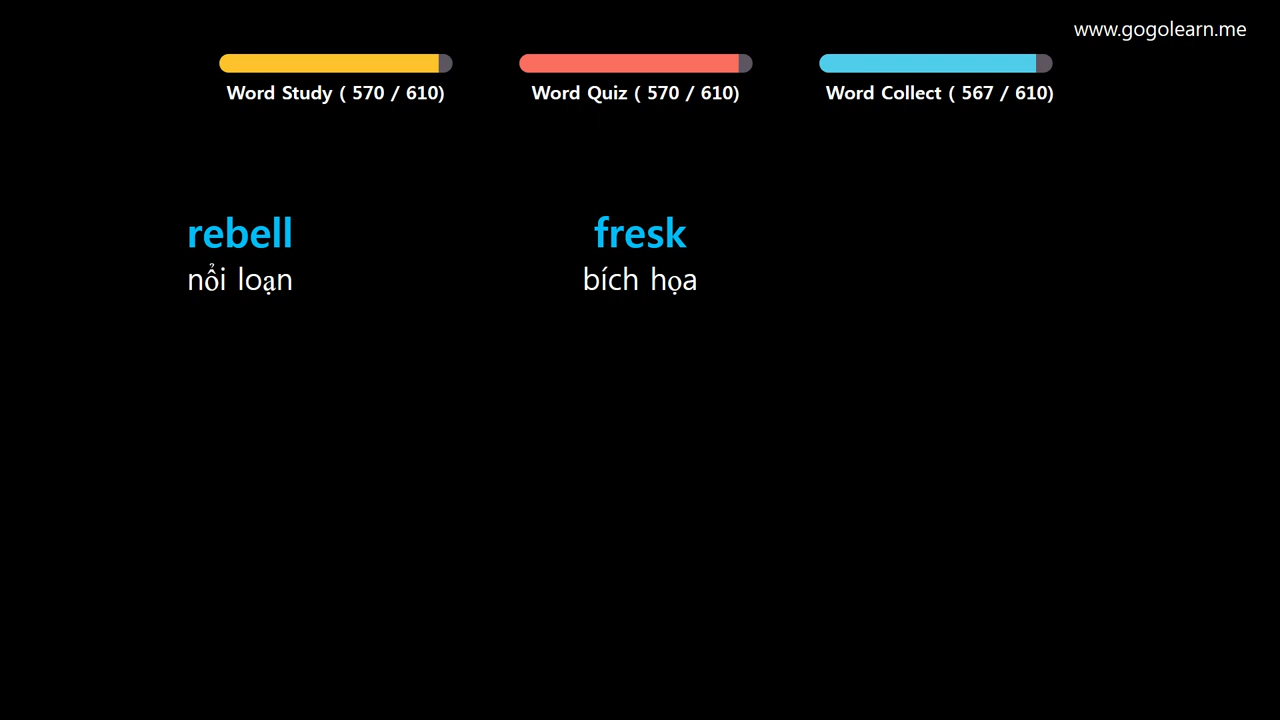 www.gogolearn.me
Word Study ( 570 / 610)
Word Quiz ( 570 / 610)
Word Collect ( 567 / 610)
rebell
nổi loạn
fresk
bích họa